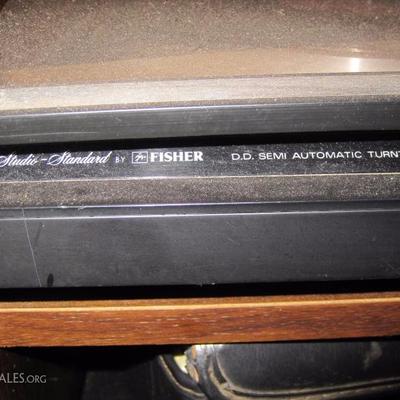 Studio-Standard BY FISHER D.D. SEMI AUTOMATIC TURNT
ALES.ORG